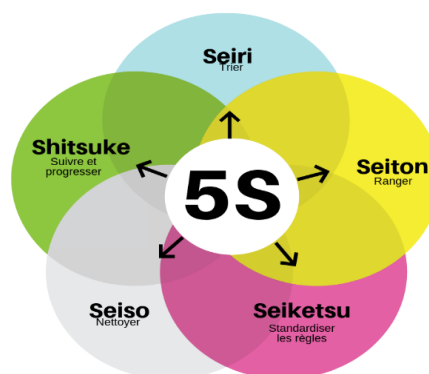 Seiri
Trier
Shitsuke
Suivre et
progresser
5S
Seiton
Ranger
Seiso
Nettoyer
Seiketsu
Standardiser
les règles